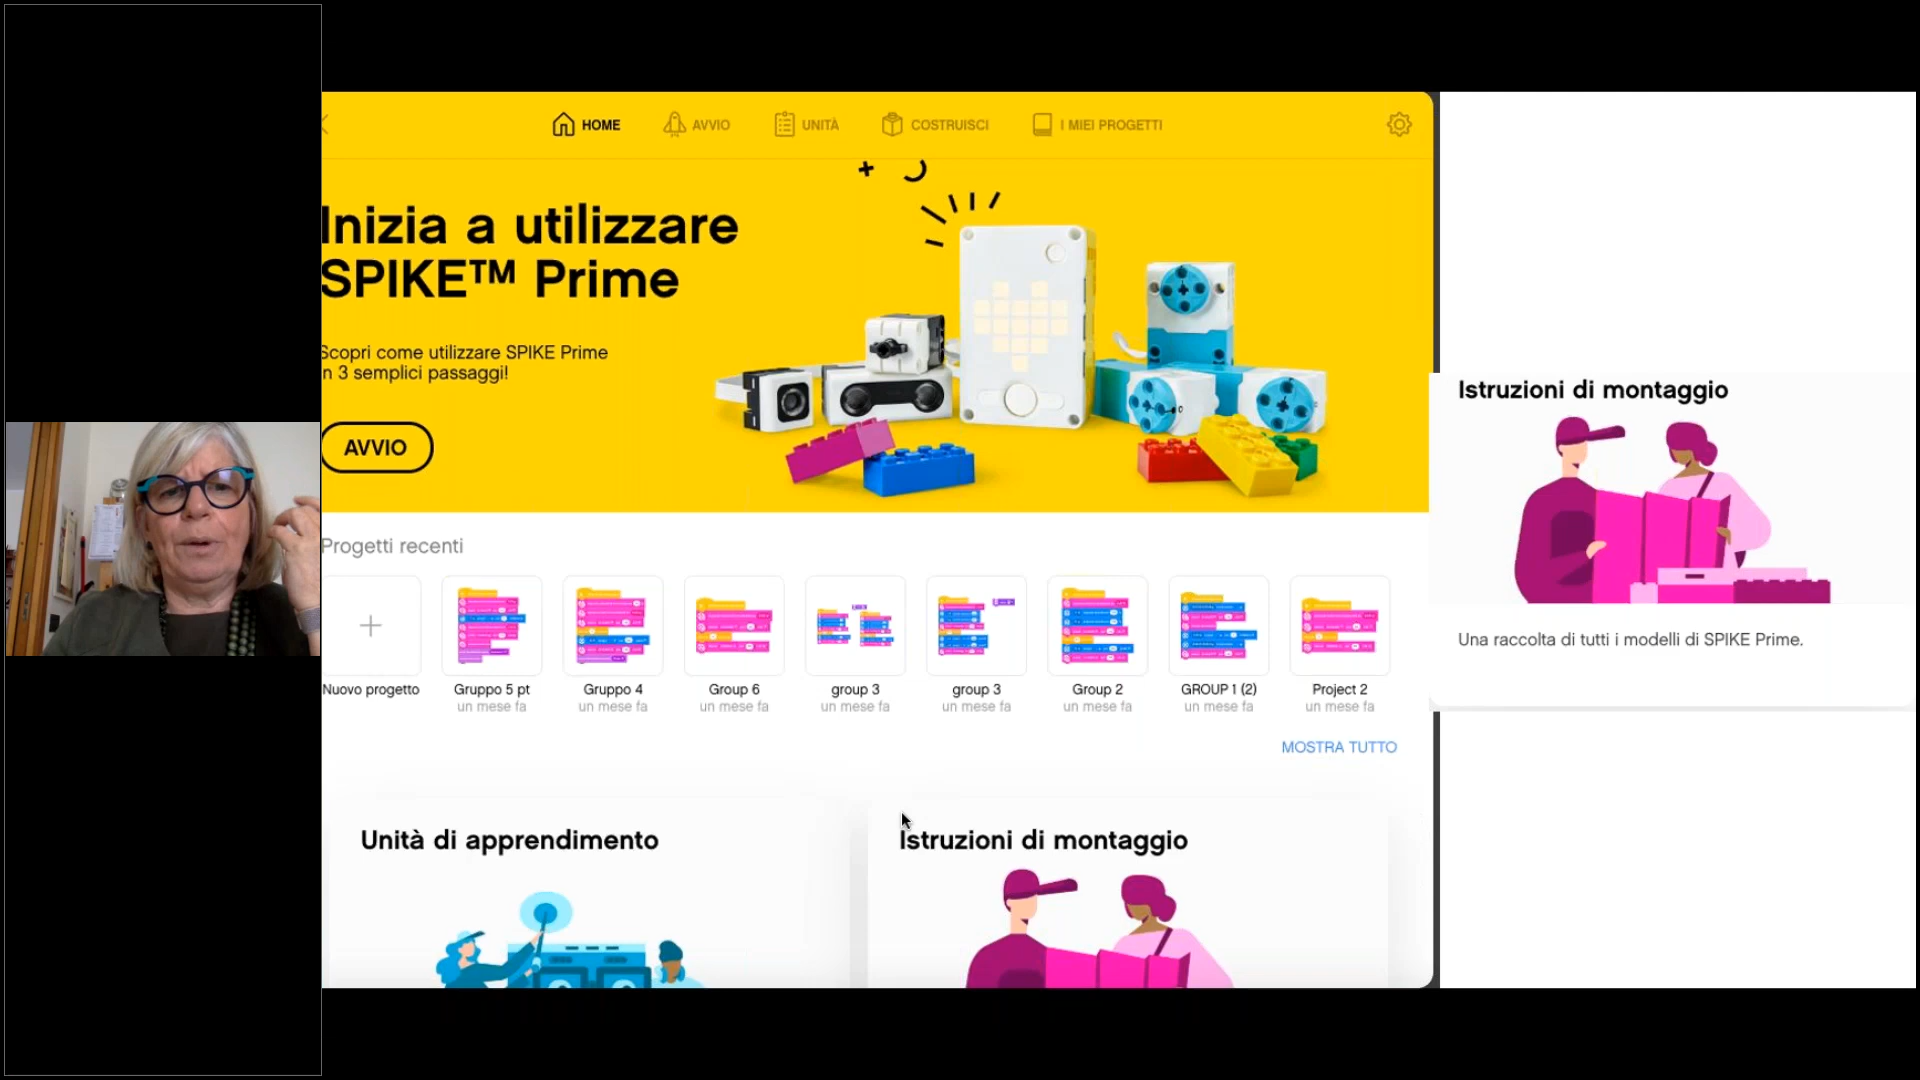 HOME
AVVIO
UNITÀ
COSTRUISCI
I MIEI PROGETTI
Inizia a utilizzare
SPIKE™ Prime
Scopri come utilizzare SPIKE Prime
in 3 semplici passaggi!
AVVIO
Progetti recenti
Nuovo progetto
Gruppo 5 pt
un mese fa
Gruppo 4
un mese fa
Group 6
un mese fa
group 3
un mese fa
group 3
un mese fa
Group 2
un mese fa
GROUP 1 (2)
un mese fa
Project 2
un mese fa
MOSTRA TUTTO
Unità di apprendimento
Istruzioni di montaggio
Istruzioni di montaggio
Una raccolta di tutti i modelli di SPIKE Prime.